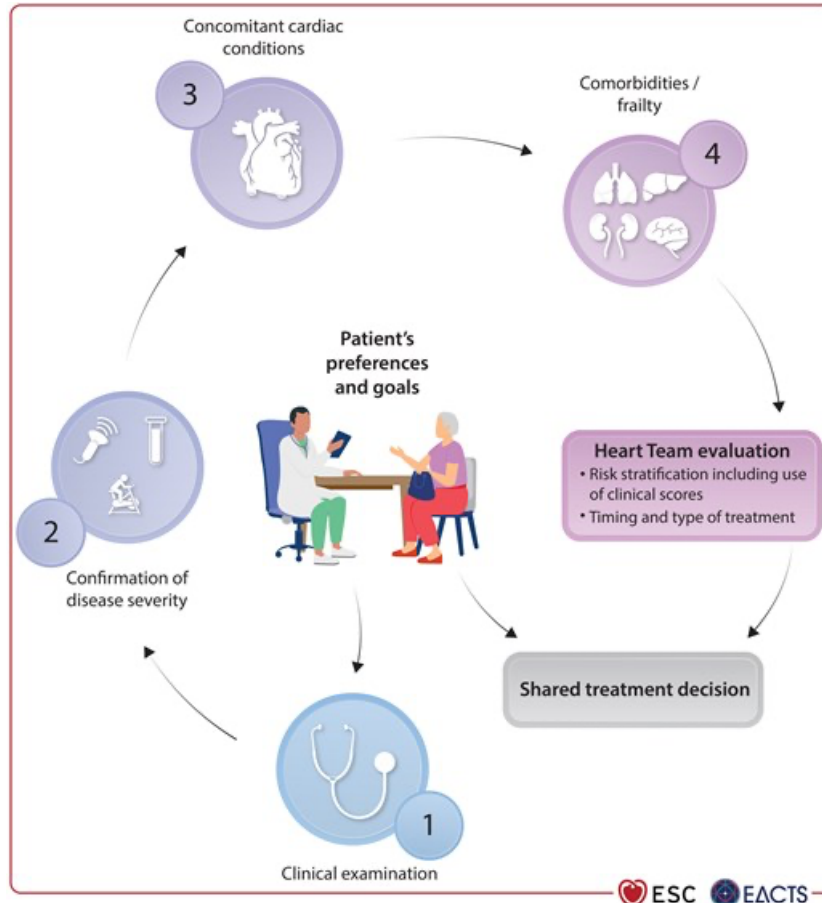 Concomitant cardiac
conditions
3
Comorbidities /
frailty
4
Patient's
preferences
and goals
Heart Team evaluation
• Risk stratification including use
of clinical scores
• Timing and type of treatment
2
Confirmation of
disease severity
Shared treatment decision
1
Clinical examination
ESC
EACTS